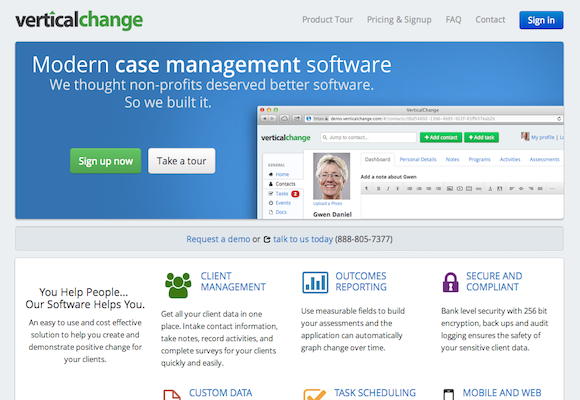 verticalchange
Product Tour Pricing & Signup FAQ Contact Sign in
Modern case management software
We thought non-profits deserved better software.
So we built it.
Sign up now Take a tour
VerticalChange
verticalchange Jump to contact... Add contact Add task My profile
GENERAL
Home
Contacts
Tasks 2
Events
Docs
Upload a Photo
Gwen Daniel
Dashboard Personal Details Notes Programs Activities Assessments
Add a note about Gwen
Request a demo or talk to us today (888-805-7377)
You Help People...
Our Software Helps You.
An easy to use and cost effective
solution to help you create and
demonstrate positive change for
your clients.
CLIENT
MANAGEMENT
Get all your client data in one
place. Intake contact information,
take notes, record activities, and
complete surveys for your clients
quickly and easily.
OUTCOMES
REPORTING
Use measurable fields to build
your assessments and the
application can automatically
graph change over time.
SECURE AND
COMPLIANT
Bank level security with 256 bit
encryption, back ups and audit
logging ensures the safety of
your sensitive client data.
CUSTOM DATA
TASK SCHEDULING
MOBILE AND WEB